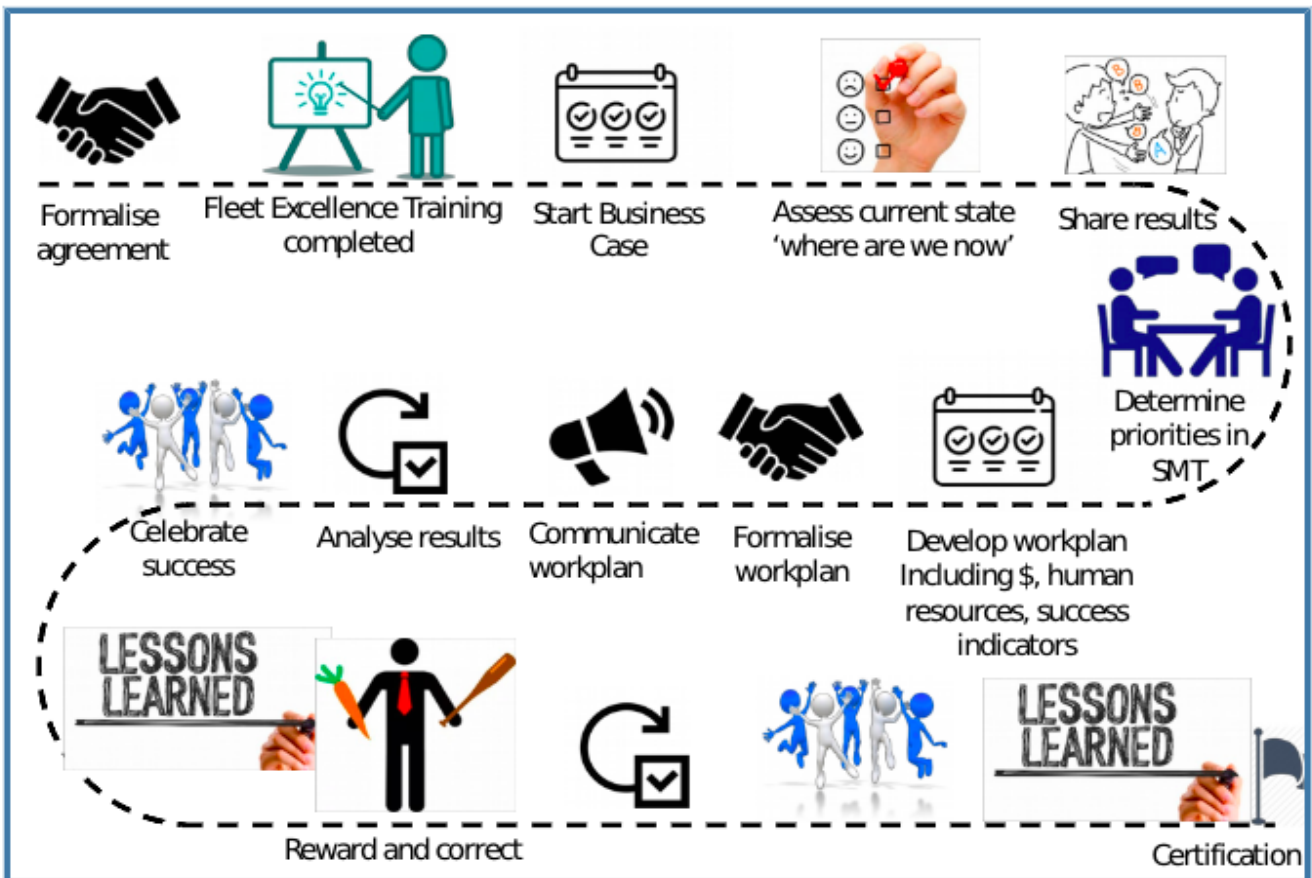 Formalise
agreement
Fleet Excellence Training
completed
Start Business
Case
Assess current state
‘where are we now’
Share results
B
B
B
A
Determine
priorities in
SMT
Develop workplan
Including $, human
resources, success
indicators
Formalise
workplan
Communicate
workplan
Analyse results
Celebrate
success
LESSONS
LEARNED
Reward and correct
LESSONS
LEARNED
Certification